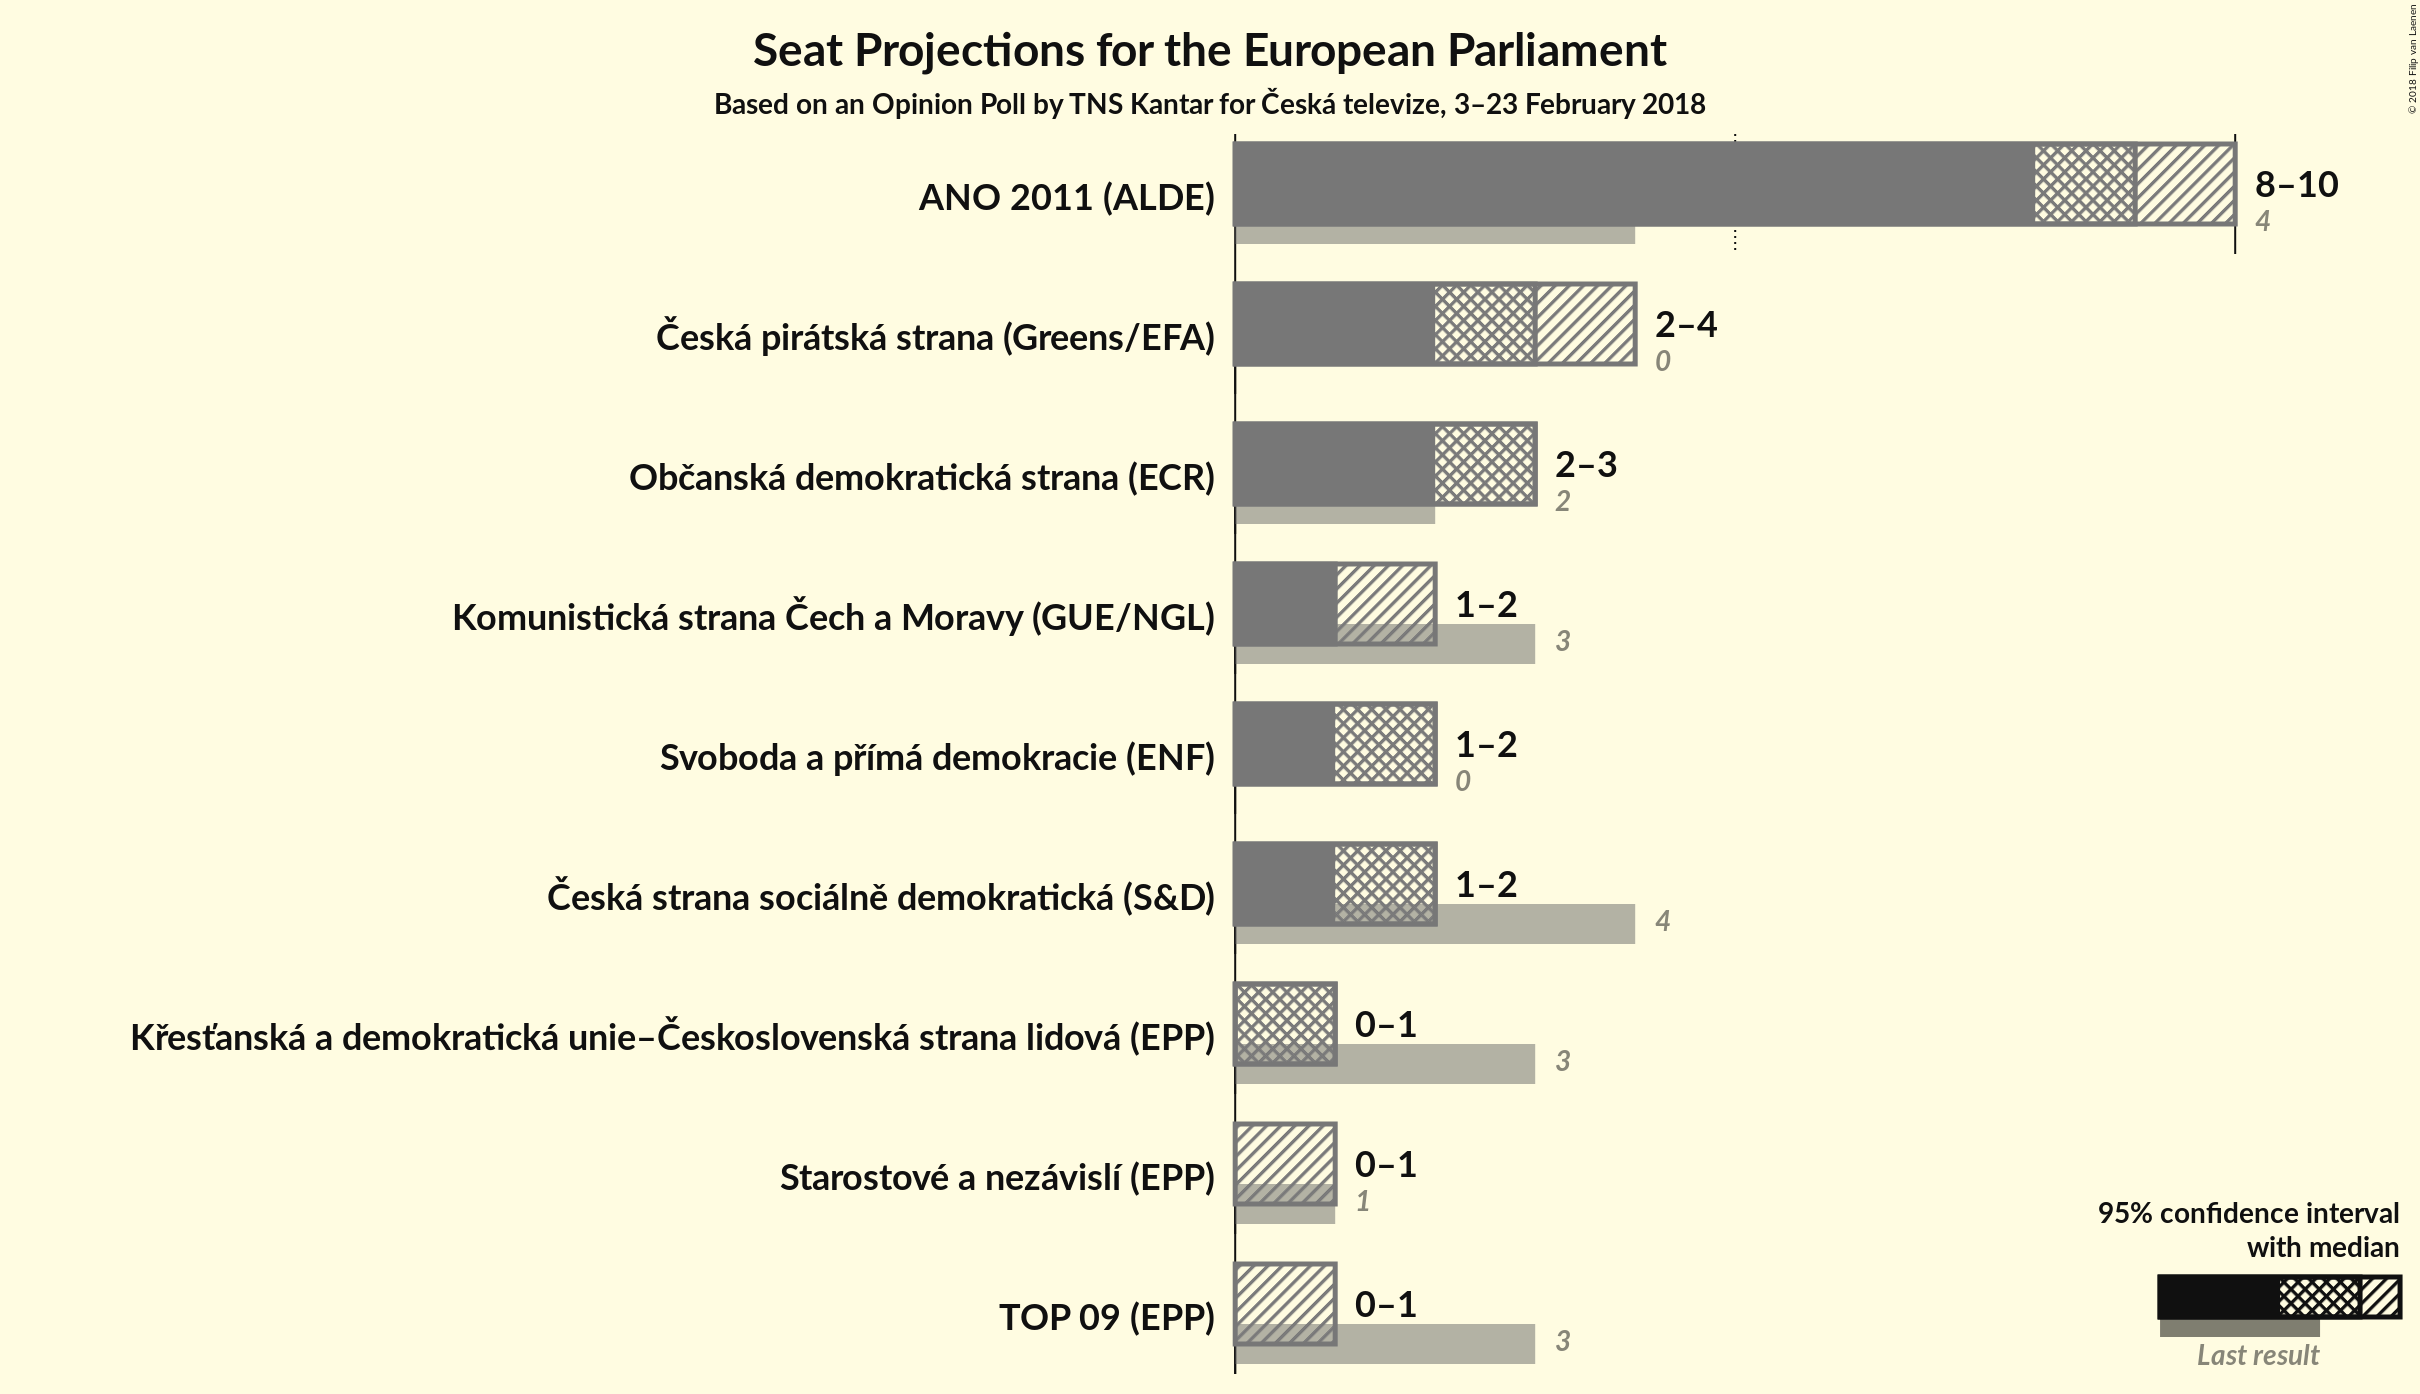 Seat Projections for the European Parliament
Based on an Opinion Poll by TNS Kantar for Česká televize, 3–23 February 2018
© 2018 Filip van Laenen
ANO 2011 (ALDE)
8–10
4
Česká pirátská strana (Greens/EFA)
2–4
0
Občanská demokratická strana (ECR)
2–3
2
Komunistická strana Čech a Moravy (GUE/NGL)
1–2
3
Svoboda a přímá demokracie (ENF)
1–2
0
Česká strana sociálně demokratická (S&D)
1–2
4
Křesťanská a demokratická unie–Československá strana lidová (EPP)
0–1
3
Starostové a nezávislí (EPP)
0–1
1
TOP 09 (EPP)
0–1
3
95% confidence interval
with median
Last result